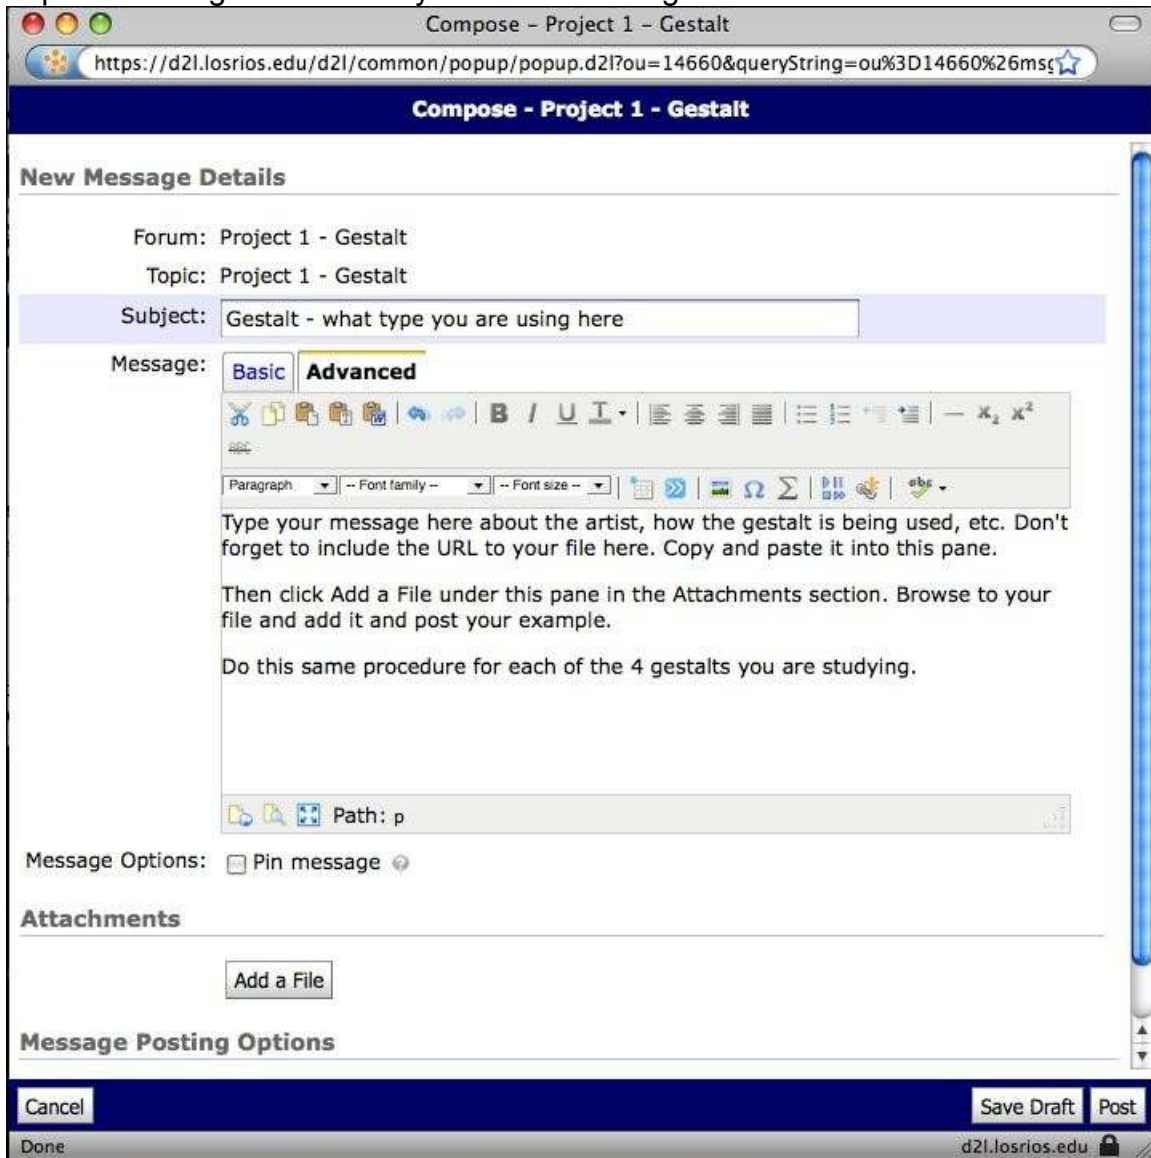 Compose – Project 1 – Gestalt
https://d2l.losrios.edu/d2l/common/popup/popup.d2l?ou=14660&queryString=ou%3D14660%26msg
Compose - Project 1 - Gestalt
New Message Details
Forum: Project 1 - Gestalt
Topic: Project 1 - Gestalt
Subject: Gestalt - what type you are using here
Message: Basic Advanced
B I U T x₂ x²
ABC
Paragraph -- Font family -- -- Font size -- Ω Σ abc
Type your message here about the artist, how the gestalt is being used, etc. Don't
forget to include the URL to your file here. Copy and paste it into this pane.
Then click Add a File under this pane in the Attachments section. Browse to your
file and add it and post your example.
Do this same procedure for each of the 4 gestalts you are studying.
Path: p
Message Options: Pin message
Attachments
Add a File
Message Posting Options
Cancel Save Draft Post
Done d2l.losrios.edu